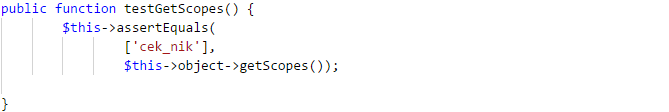 public function testGetScopes() {
$this->assertEquals(
['cek_nik'],
$this->object->getScopes());
}